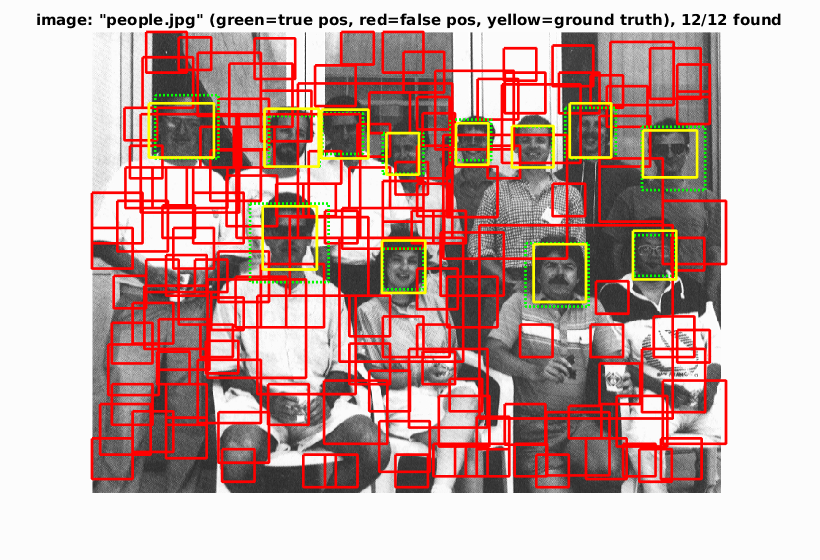 image: "people.jpg" (green=true pos, red=false pos, yellow=ground truth), 12/12 found